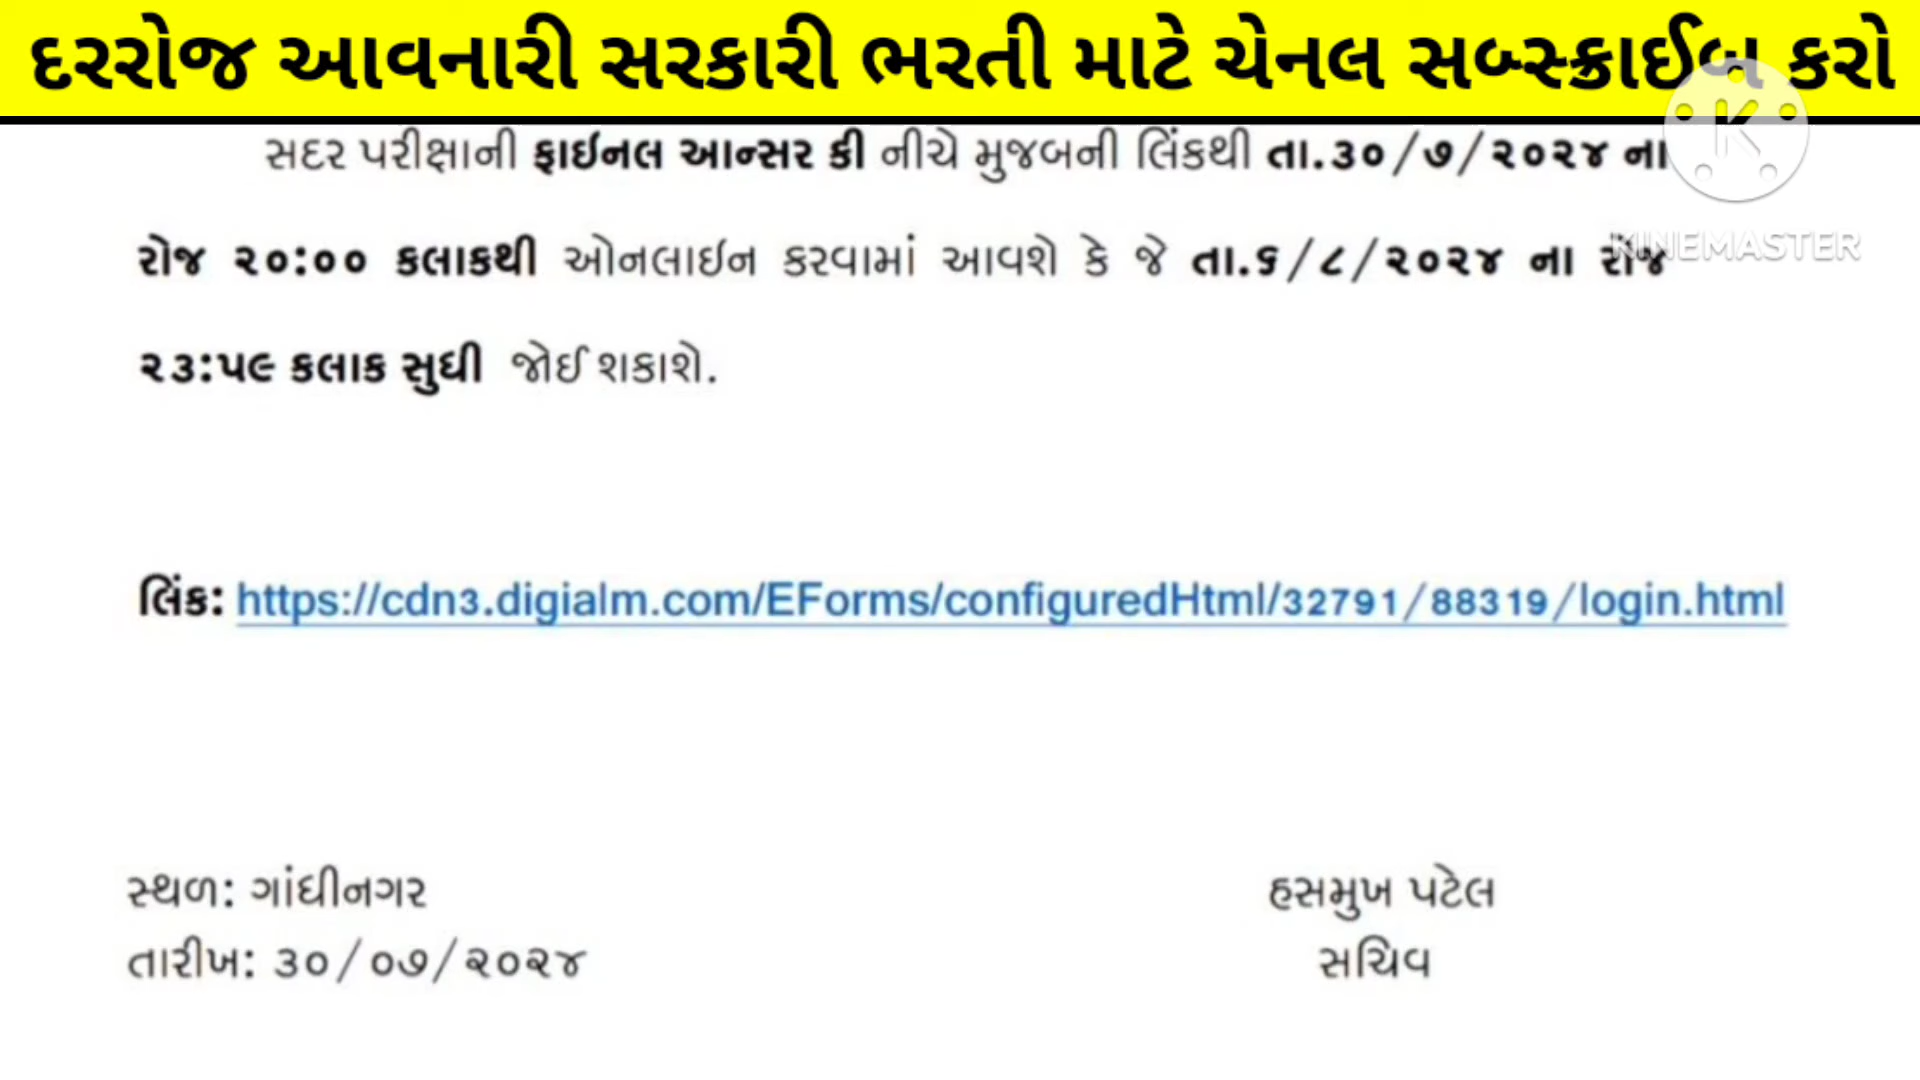 દરરોજ આવનારી સરકારી ભરતી માટે ચેનલ સબ્સ્ક્રાઈબ કરો
સદર પરીક્ષાની ફાઈનલ આન્સર કી નીચે મુજબની લિંકથી તા.૩૦/૭/૨૦૨૪ ના
રોજ ૨૦:૦૦ કલાકથી ઓનલાઈન કરવામાં આવશે કે જે તા.૬/૮/૨૦૨૪ ના રોજ
KINEMASTER
૨૩:૫૯ કલાક સુધી જોઈ શકાશે.
લિંક: https://cdn3.digialm.com/EForms/configuredHtml/32791/88319/login.html
સ્થળ: ગાંધીનગર
હસમુખ પટેલ
તારીખ: ૩૦/૦૭/૨૦૨૪
સચિવ